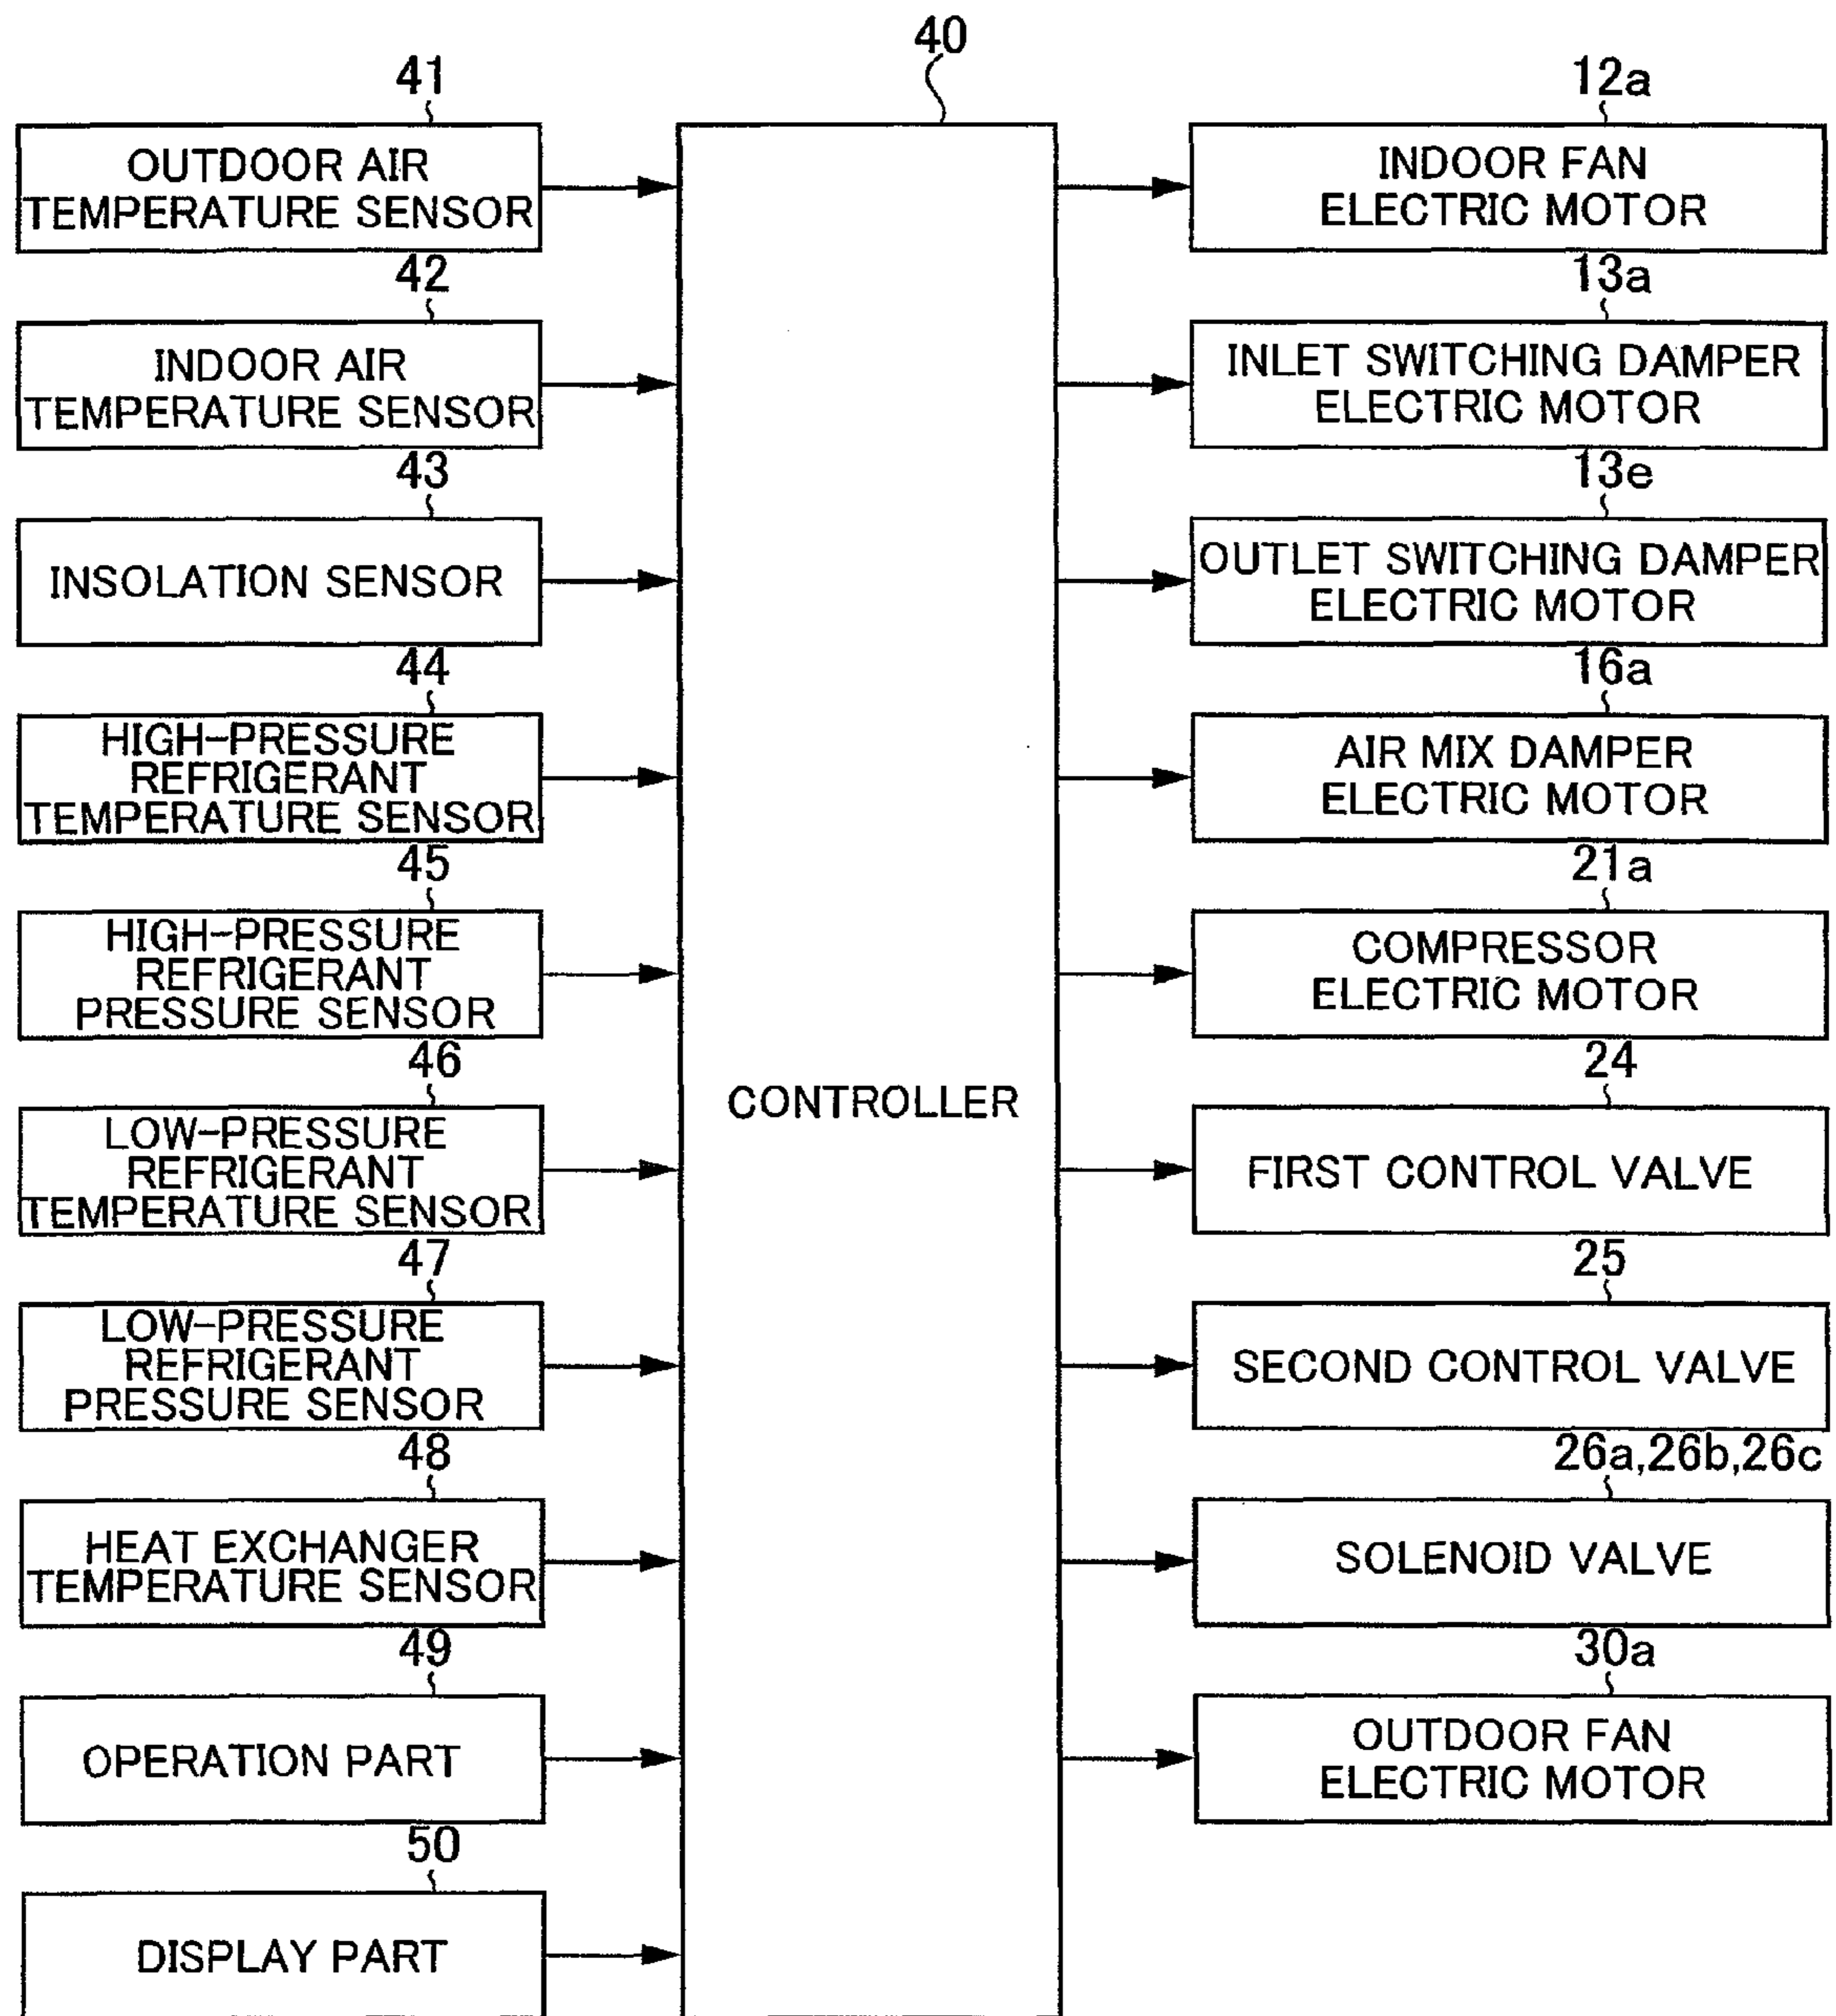 40
41
OUTDOOR AIR
TEMPERATURE SENSOR
42
INDOOR AIR
TEMPERATURE SENSOR
43
INSOLATION SENSOR
44
HIGH-PRESSURE
REFRIGERANT
TEMPERATURE SENSOR
45
HIGH-PRESSURE
REFRIGERANT
PRESSURE SENSOR
46
LOW-PRESSURE
REFRIGERANT
TEMPERATURE SENSOR
47
LOW-PRESSURE
REFRIGERANT
PRESSURE SENSOR
48
HEAT EXCHANGER
TEMPERATURE SENSOR
49
OPERATION PART
50
DISPLAY PART
CONTROLLER
12a
INDOOR FAN
ELECTRIC MOTOR
13a
INLET SWITCHING DAMPER
ELECTRIC MOTOR
13e
OUTLET SWITCHING DAMPER
ELECTRIC MOTOR
16a
AIR MIX DAMPER
ELECTRIC MOTOR
21a
COMPRESSOR
ELECTRIC MOTOR
24
FIRST CONTROL VALVE
25
SECOND CONTROL VALVE
26a,26b,26c
SOLENOID VALVE
30a
OUTDOOR FAN
ELECTRIC MOTOR